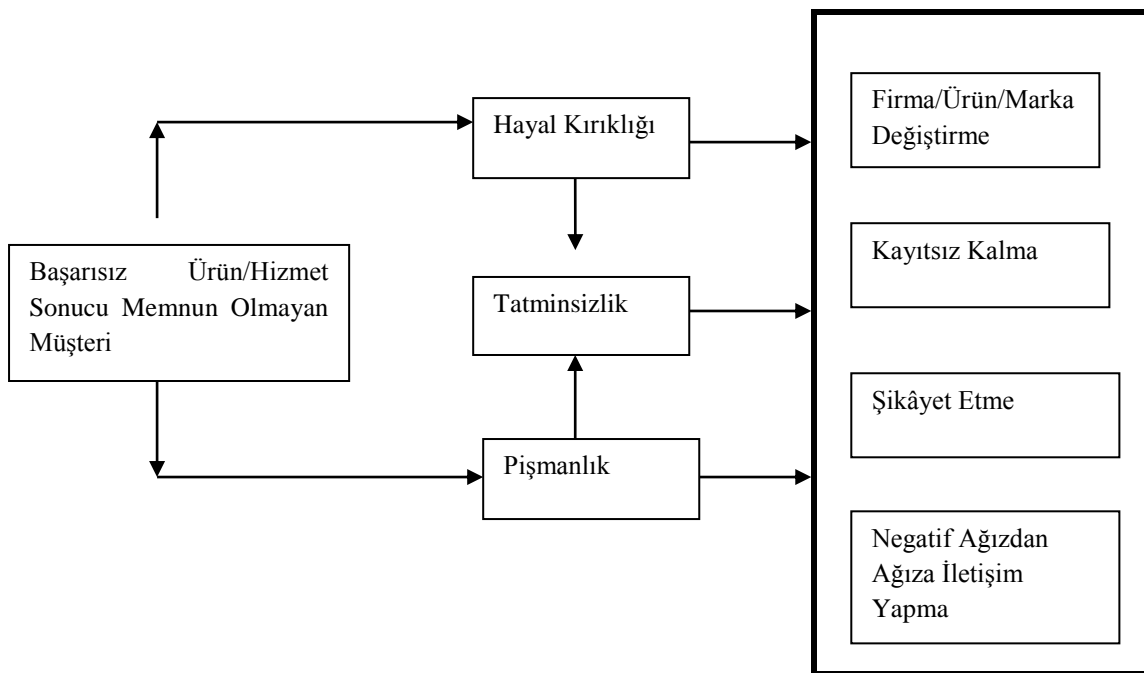 Başarısız Ürün/Hizmet
Sonucu Memnun Olmayan
Müşteri
Hayal Kırıklığı
Tatminsizlik
Pişmanlık
Firma/Ürün/Marka
Değiştirme
Kayıtsız Kalma
Şikâyet Etme
Negatif Ağızdan
Ağıza İletişim
Yapma